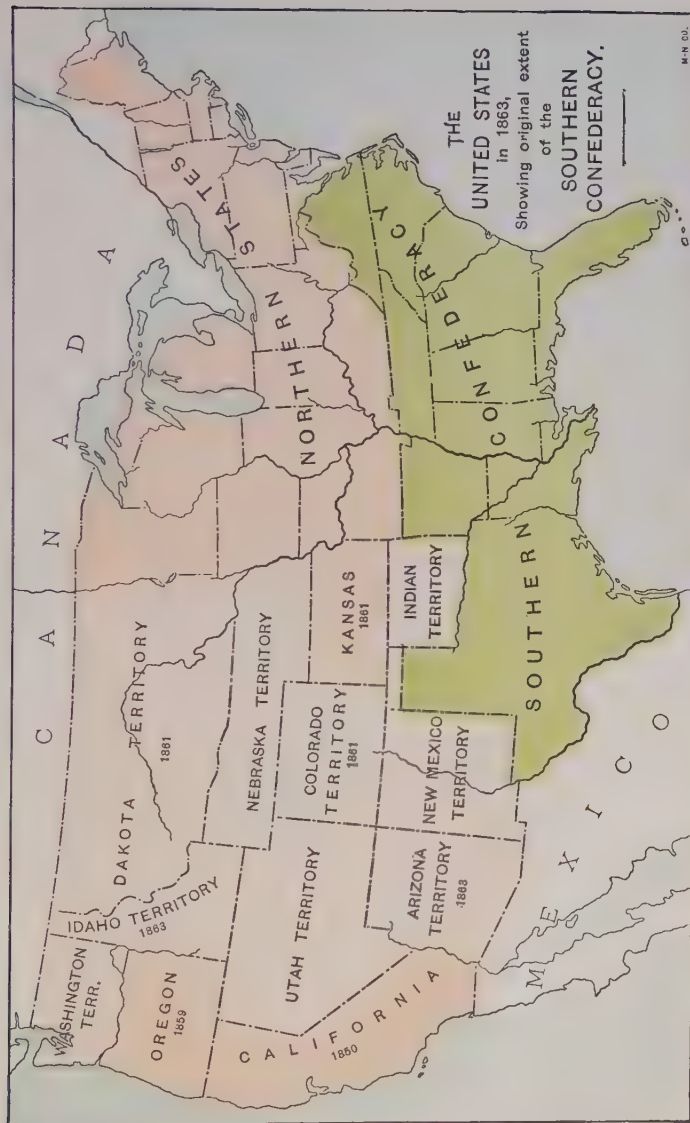 THE
UNITED STATES
in 1863,
Showing original extent
of the
SOUTHERN
CONFEDERACY.
CANADA
WASHINGTON
TERR.
OREGON
1859
CALIFORNIA
1850
IDAHO TERRITORY
1863
DAKOTA
TERRITORY
1861
NEBRASKA TERRITORY
UTAH TERRITORY
COLORADO
TERRITORY
1861
KANSAS
1861
ARIZONA
TERRITORY
1863
NEW MEXICO
TERRITORY
INDIAN
TERRITORY
NORTHERN
STATES
SOUTHERN
CONFEDERACY
MEXICO
M-N CO.